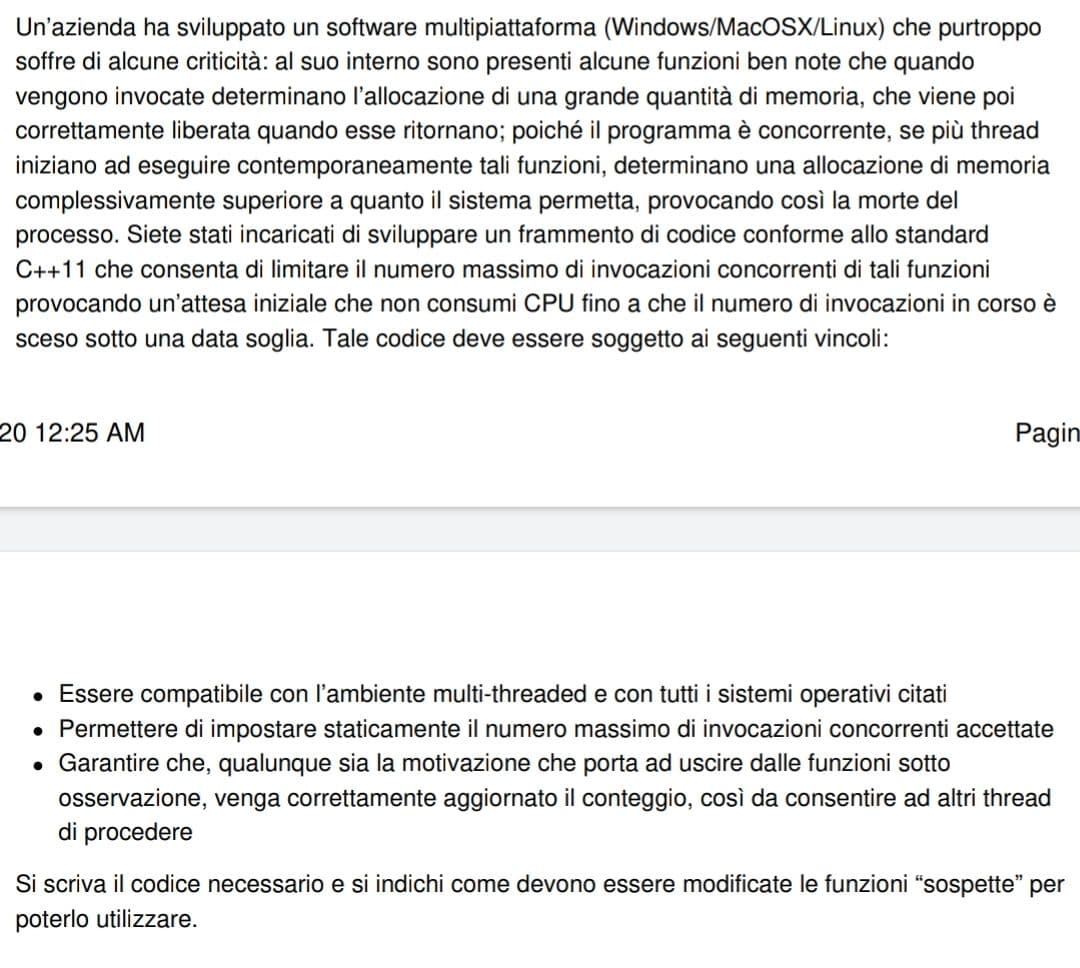 Un'azienda ha sviluppato un software multipiattaforma (Windows/MacOSX/Linux) che purtroppo
soffre di alcune criticità: al suo interno sono presenti alcune funzioni ben note che quando
vengono invocate determinano l'allocazione di una grande quantità di memoria, che viene poi
correttamente liberata quando esse ritornano; poiché il programma è concorrente, se più thread
iniziano ad eseguire contemporaneamente tali funzioni, determinano una allocazione di memoria
complessivamente superiore a quanto il sistema permetta, provocando così la morte del
processo. Siete stati incaricati di sviluppare un frammento di codice conforme allo standard
C++11 che consenta di limitare il numero massimo di invocazioni concorrenti di tali funzioni
provocando un'attesa iniziale che non consumi CPU fino a che il numero di invocazioni in corso è
sceso sotto una data soglia. Tale codice deve essere soggetto ai seguenti vincoli:
20 12:25 AM
Pagin
• Essere compatibile con l'ambiente multi-threaded e con tutti i sistemi operativi citati
• Permettere di impostare staticamente il numero massimo di invocazioni concorrenti accettate
• Garantire che, qualunque sia la motivazione che porta ad uscire dalle funzioni sotto
osservazione, venga correttamente aggiornato il conteggio, così da consentire ad altri thread
di procedere
Si scriva il codice necessario e si indichi come devono essere modificate le funzioni “sospette” per
poterlo utilizzare.